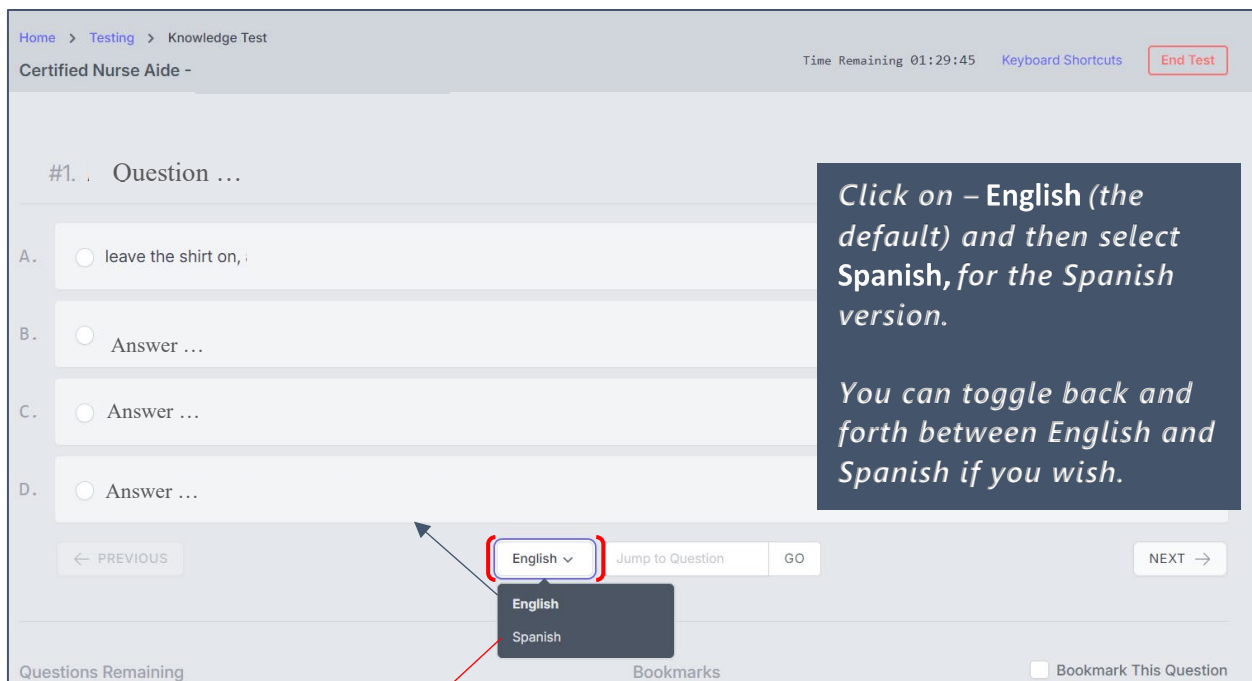 Home > Testing > Knowledge Test
Certified Nurse Aide -
Time Remaining 01:29:45 Keyboard Shortcuts End Test
#1. Ouestion …
A. leave the shirt on,
B. Answer …
C. Answer …
D. Answer …
Click on – English (the
default) and then select
Spanish, for the Spanish
version.
You can toggle back and
forth between English and
Spanish if you wish.
← PREVIOUS English Jump to Question GO NEXT →
English
Spanish
Questions Remaining Bookmarks Bookmark This Question